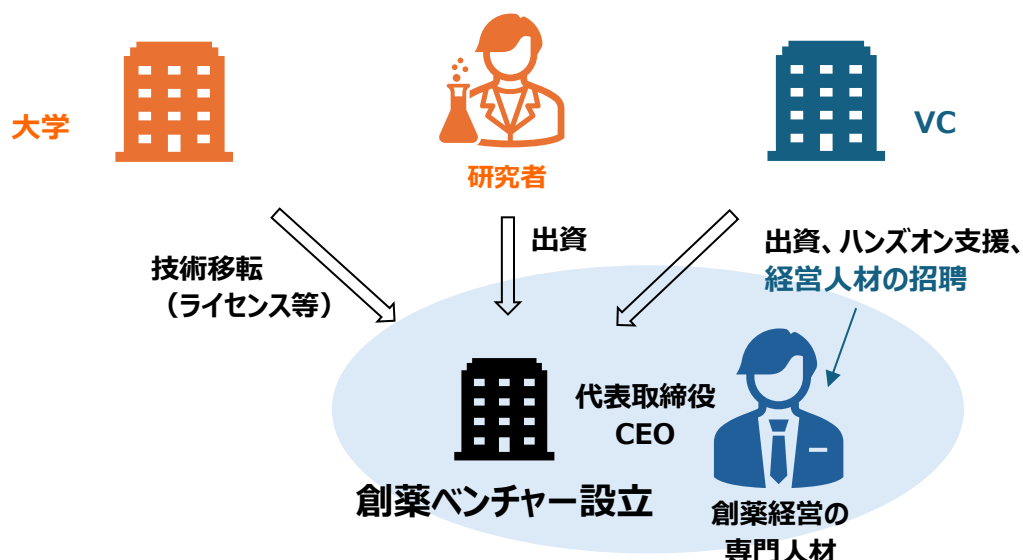 大学
研究者
VC
技術移転
（ライセンス等）
出資
出資、ハンズオン支援、
経営人材の招聘
代表取締役
CEO
創薬ベンチャー設立
創薬経営の
専門人材